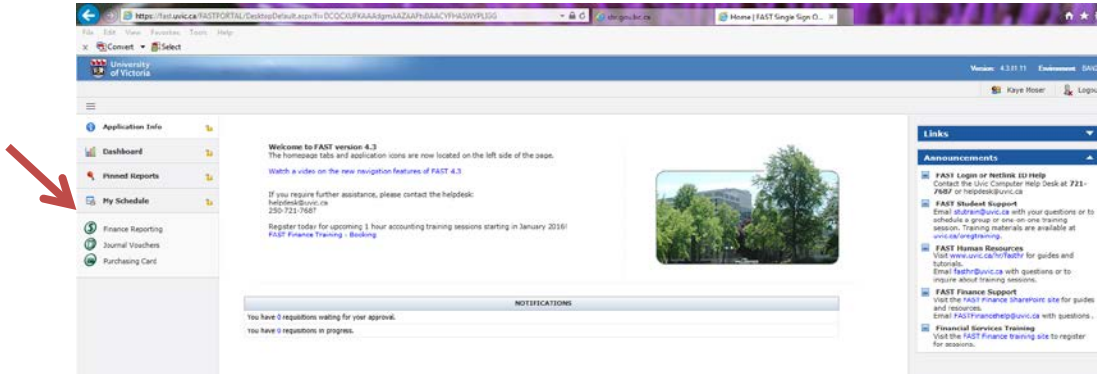 https://fast.uvic.ca/FASTPORTAL/DesktopDefault.aspx?
chr.gov.bc.ca
Home | FAST Single Sign O...
File Edit View Favorites Tools Help
x Convert Select
University
of Victoria
Version: 4.3.11.11 Environment
Kaye Moser Logou
Application Info
Dashboard
Pinned Reports
My Schedule
Finance Reporting
Journal Vouchers
Purchasing Card
Welcome to FAST version 4.3
The homepage tabs and application icons are now located on the left side of the page.
Watch a video on the new navigation features of FAST 4.3
If you require further assistance, please contact the helpdesk:
helpdesk@uvic.ca
250-721-7687
Register today for upcoming 1 hour accounting training sessions starting in January 2016!
FAST Finance Training - Booking
NOTIFICATIONS
You have 0 requisitions waiting for your approval.
You have 0 requisitions in progress.
Links
Announcements
FAST Login or Netlink ID Help
Contact the Uvic Computer Help Desk at 721-
7687 or helpdesk@uvic.ca
FAST Student Support
Email stutrain@uvic.ca with your questions or to
schedule a group or one-on-one training
session. Training materials are available at
uvic.ca/oregtraining.
FAST Human Resources
Visit www.uvic.ca/hr/fasthr for guides and
tutorials.
Email fasthr@uvic.ca with questions or to
inquire about training sessions.
FAST Finance Support
Visit the FAST Finance SharePoint site for guides
and resources.
Email FASTFinancehelp@uvic.ca with questions.
Financial Services Training
Visit the FAST Finance training site to register
for sessions.